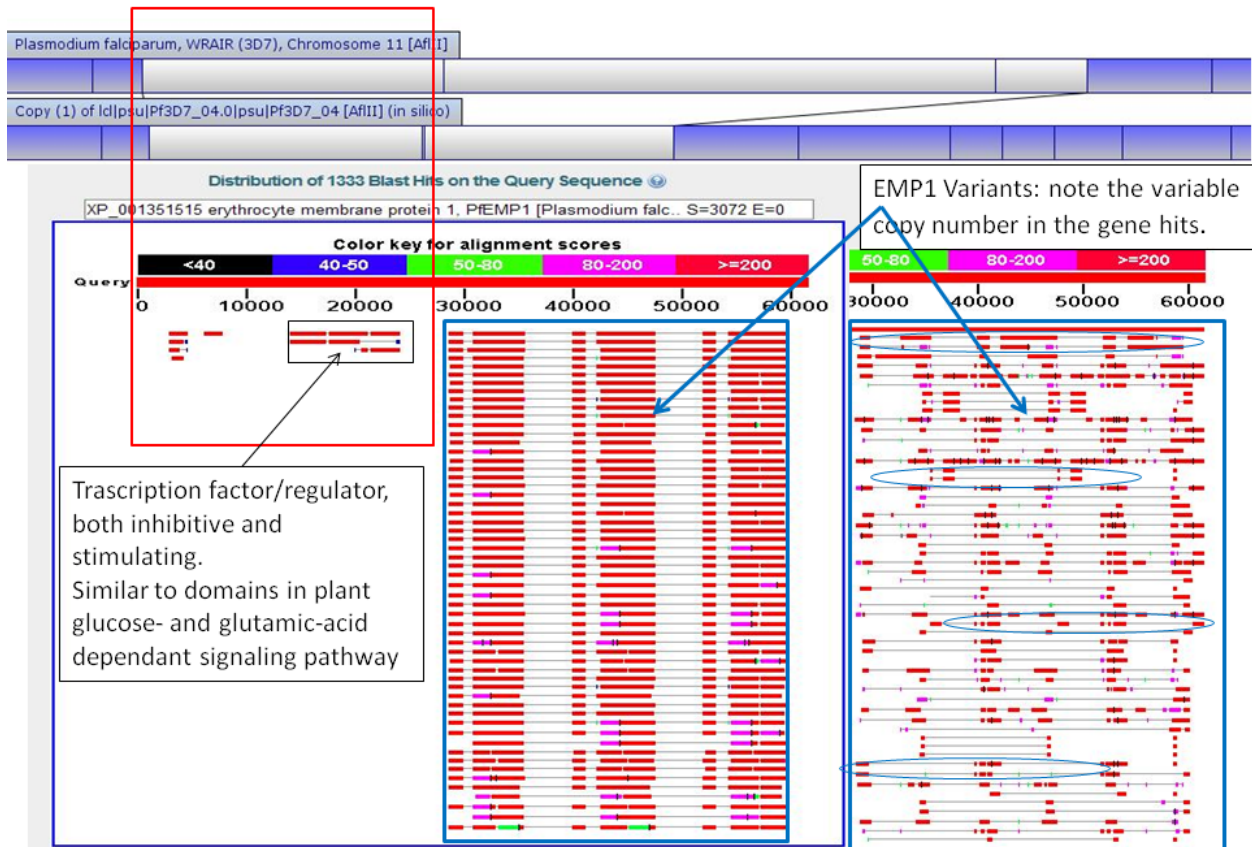 Plasmodium falciparum, WRAIR (3D7), Chromosome 11 [AflII]
Copy (1) of lcl|psu|Pf3D7_04.0|psu|Pf3D7_04 [AflII] (in silico)
Distribution of 1333 Blast Hits on the Query Sequence
XP_001351515 erythrocyte membrane protein 1, PfEMP1 [Plasmodium falc.. S=3072 E=0
EMP1 Variants: note the variable
copy number in the gene hits.
Color key for alignment scores
<40 40-50 50-80 80-200 >=200
50-80 80-200 >=200
Query
0 10000 20000 30000 40000 50000 60000
30000 40000 50000 60000
Trascription factor/regulator,
both inhibitive and
stimulating.
Similar to domains in plant
glucose- and glutamic-acid
dependant signaling pathway